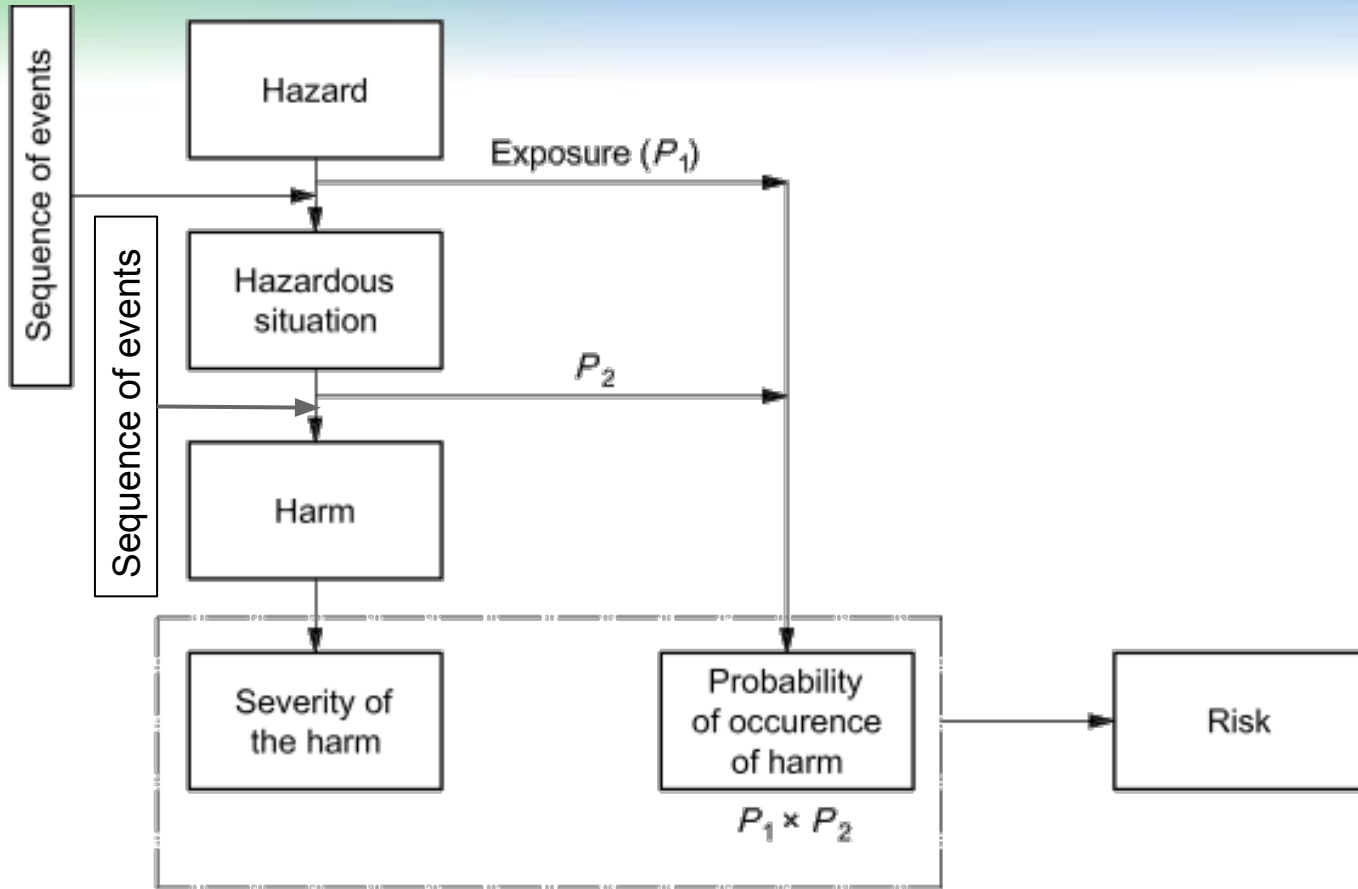 Sequence of events
Hazard
Exposure (P₁)
Sequence of events
Hazardous
situation
P₂
Harm
Severity of
the harm
Probability
of occurence
of harm
P₁ × P₂
Risk